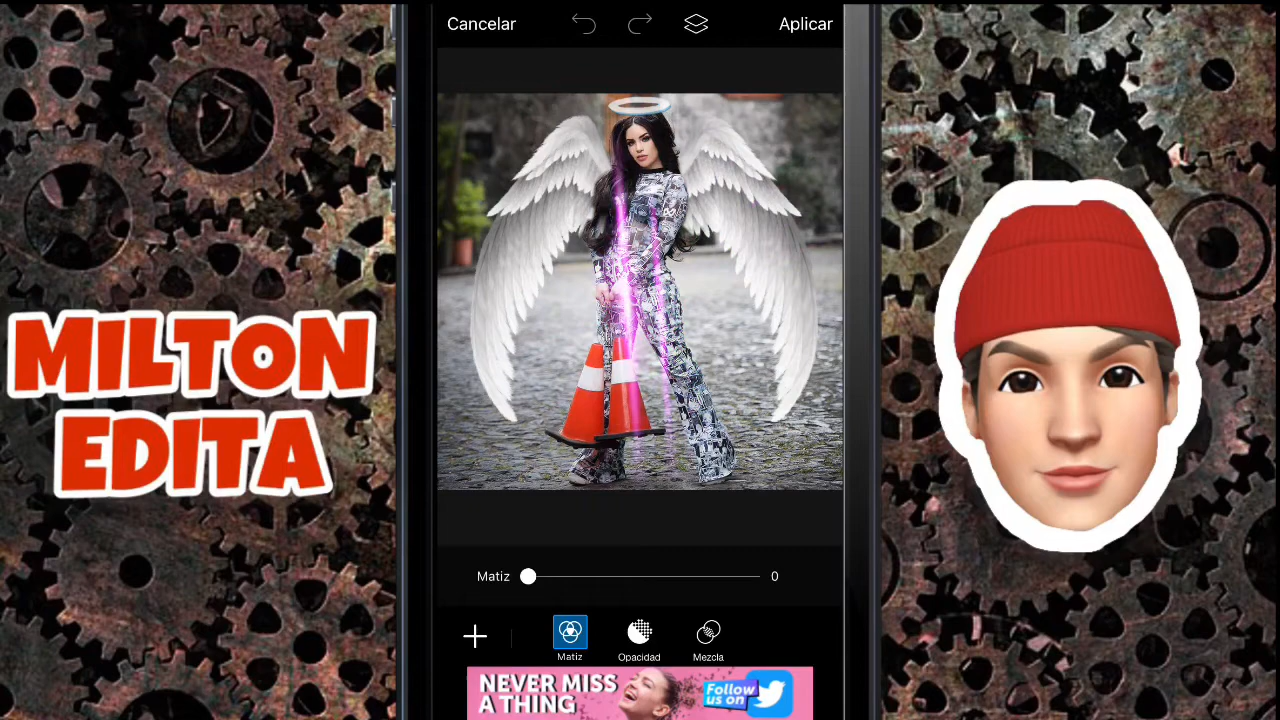 Cancelar
Aplicar
MILTON
EDITA
Matiz
0
Matiz
Opacidad
Mezcla
NEVER MISS
A THING
Follow
us on